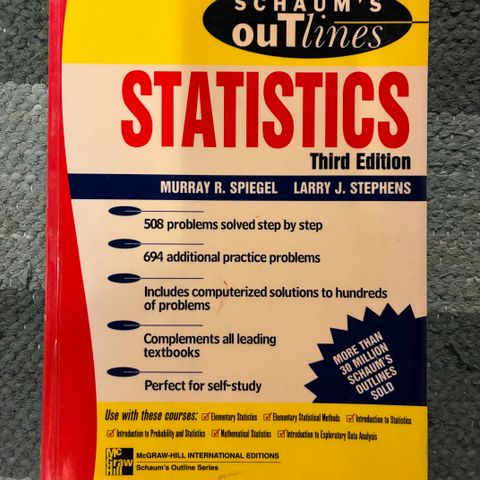 SCHAUM'S
ouTlines
STATISTICS
Third Edition
MURRAY R. SPIEGEL LARRY J. STEPHENS
508 problems solved step by step
694 additional practice problems
Includes computerized solutions to hundreds
of problems
Complements all leading
textbooks
Perfect for self-study
MORE THAN
30 MILLION
SCHAUM'S
OUTLINES
SOLD
Use with these courses: Elementary Statistics Elementary Statistical Methods Introduction to Statistics
Introduction to Probability and Statistics Mathematical Statistics Introduction to Exploratory Data Analysis
Mc
Graw
Hill
McGRAW-HILL INTERNATIONAL EDITIONS
Schaum's Outline Series